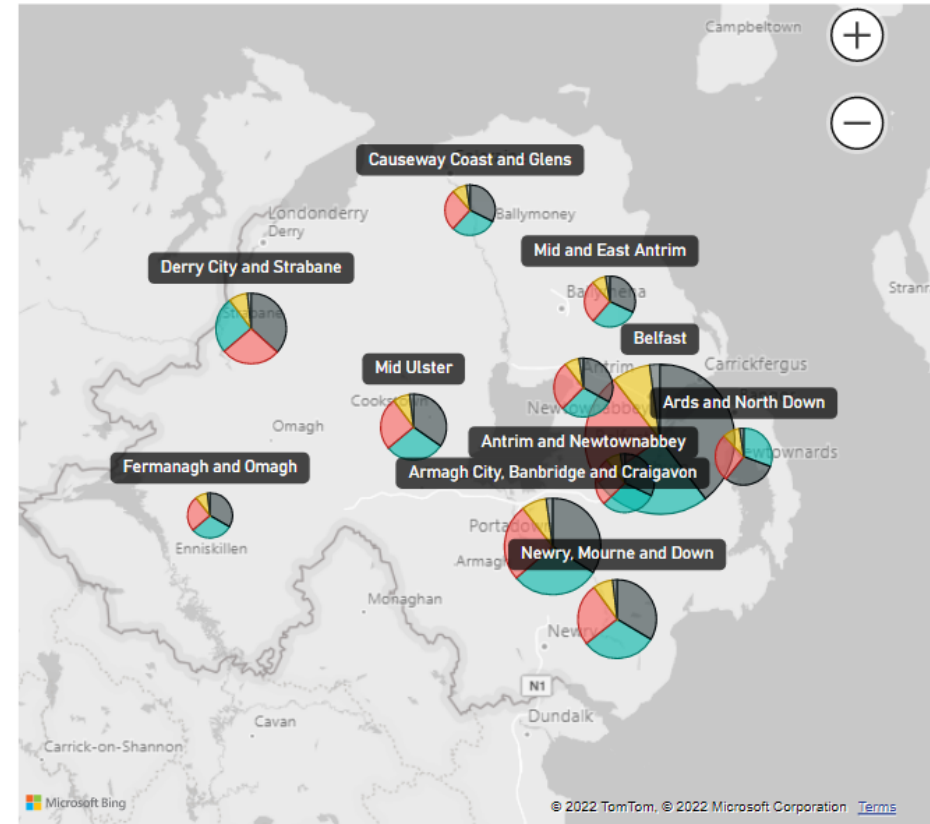 Campbeltown
Causeway Coast and Glens
Londonderry
Derry
Ballymoney
Mid and East Antrim
Derry City and Strabane
Ballymena
Stranr
Strabane
Belfast
Mid Ulster
Antrim
Carrickfergus
Cookstown
Newtownabbey
Ards and North Down
Omagh
Antrim and Newtownabbey
Newtownards
Fermanagh and Omagh
Armagh City, Banbridge and Craigavon
Portadown
Enniskillen
Armagh
Newry, Mourne and Down
Monaghan
Newry
N1
Dundalk
Cavan
Carrick-on-Shannon
Microsoft Bing
© 2022 TomTom, © 2022 Microsoft Corporation Terms